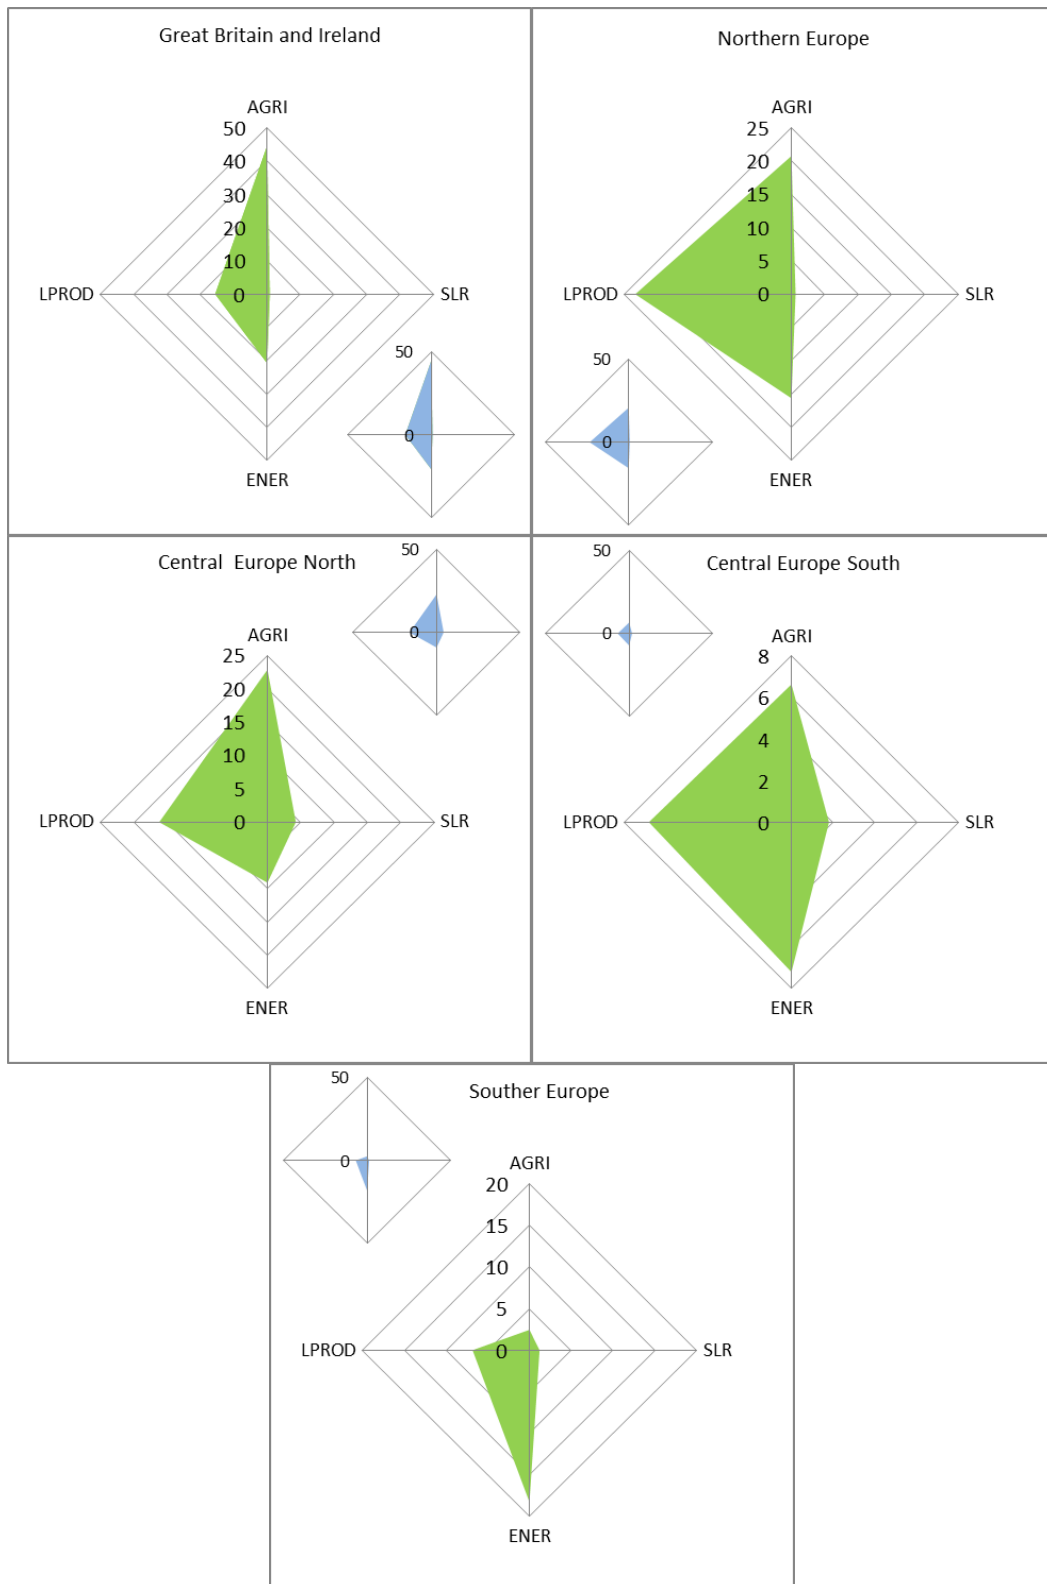 Great Britain and Ireland
AGRI
50
40
30
20
10
0
LPROD
SLR
ENER
50
0
Northern Europe
AGRI
25
20
15
10
5
0
LPROD
SLR
ENER
50
0
Central  Europe North
AGRI
25
20
15
10
5
0
LPROD
SLR
ENER
50
0
Central Europe South
AGRI
8
6
4
2
0
LPROD
SLR
ENER
50
0
Souther Europe
AGRI
20
15
10
5
0
LPROD
SLR
ENER
50
0